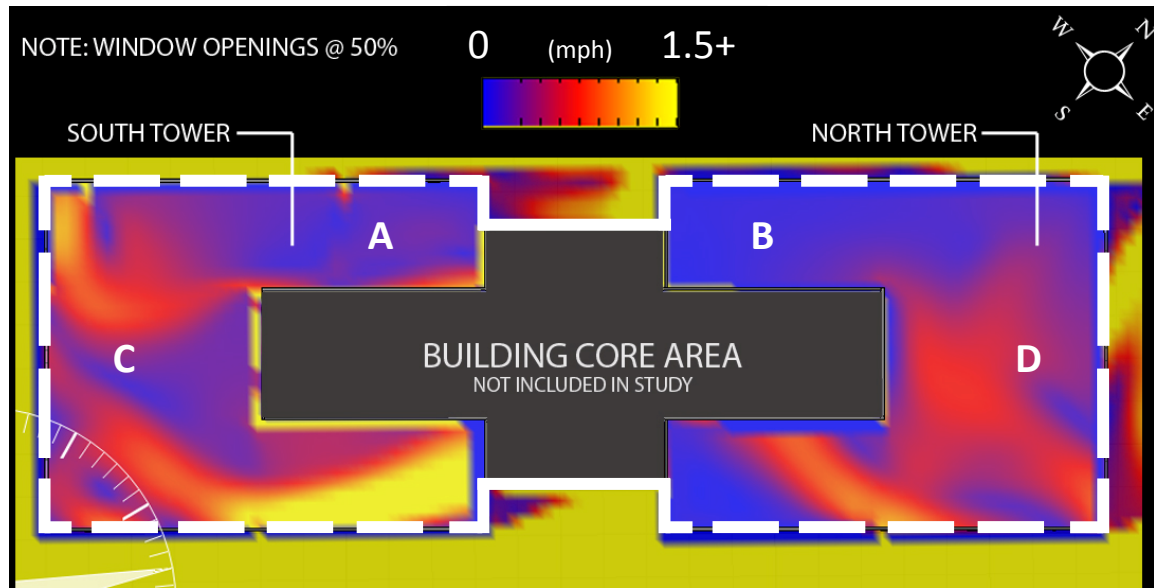 NOTE: WINDOW OPENINGS @ 50%
0 (mph) 1.5+
W N
S E
SOUTH TOWER
NORTH TOWER
A
B
C
D
BUILDING CORE AREA
NOT INCLUDED IN STUDY